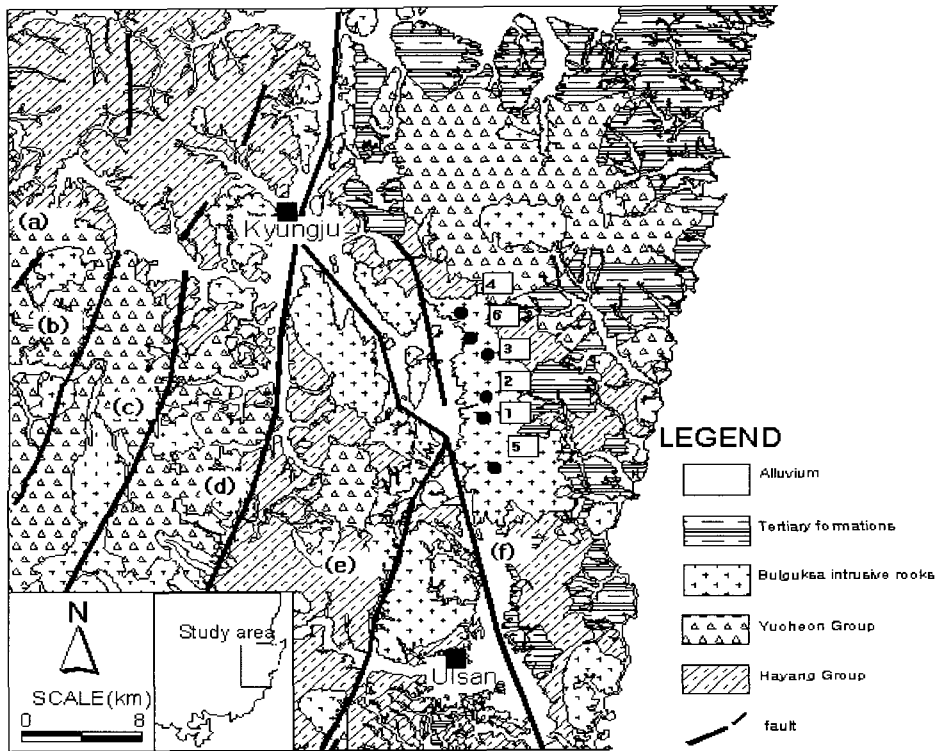 (a)
Kyungju
4
6
(b)
3
2
(c)
1
5
LEGEND
Alluvium
(d)
Tertiary formations
(e)
(f)
Bulguksa intrusive rooks
N
Study area
Yucheon Group
Ulsan
Hayang Group
SCALE(km)
0 8
fault